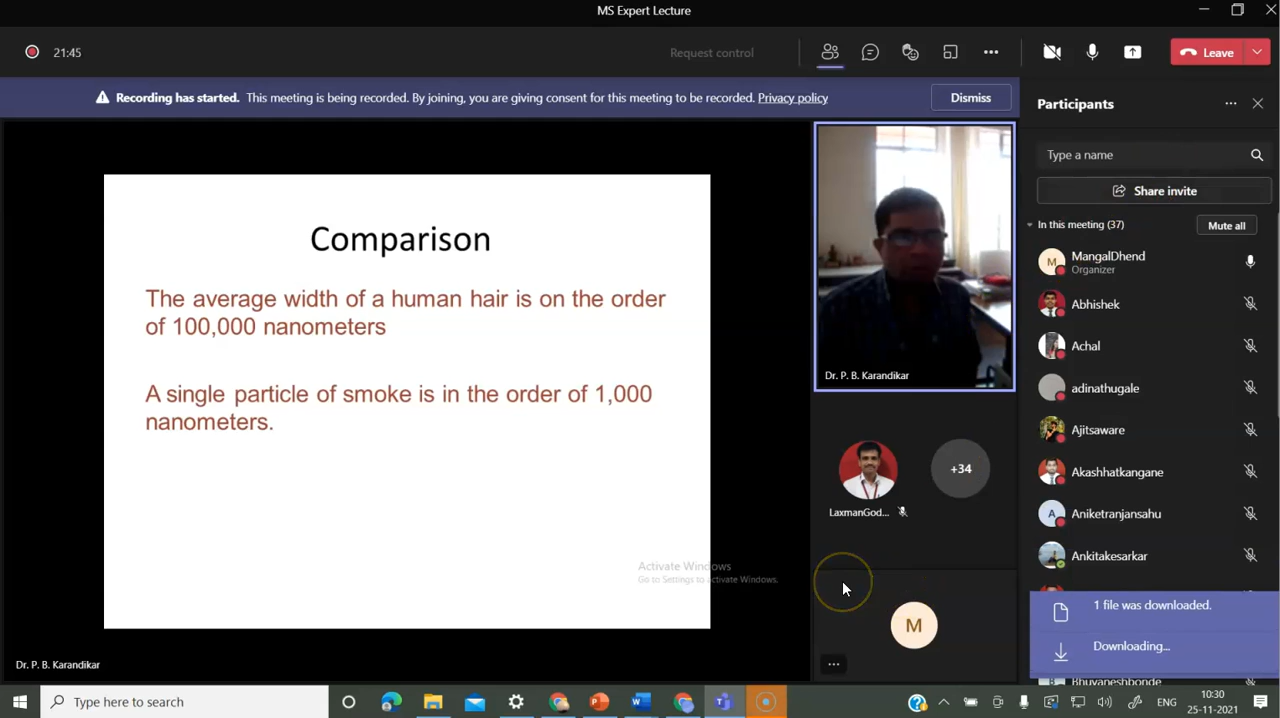 MS Expert Lecture
21:45
Request control
Leave
Recording has started. This meeting is being recorded. By joining, you are giving consent for this meeting to be recorded. Privacy policy
Dismiss
Comparison
The average width of a human hair is on the order
of 100,000 nanometers
A single particle of smoke is in the order of 1,000
nanometers.
Activate Windows
Go to Settings to activate Windows.
Dr. P. B. Karandikar
Dr. P. B. Karandikar
LaxmanGod...
+34
M
Participants
Type a name
Share invite
In this meeting (37)
Mute all
M
MangalDhend
Organizer
Abhishek
Achal
adinathugale
Ajitsaware
Akashhatkangane
A
Aniketranjansahu
Ankitakesarkar
1 file was downloaded.
Downloading...
Bhuvaneshbonde
Type here to search
ENG
10:30
25-11-2021